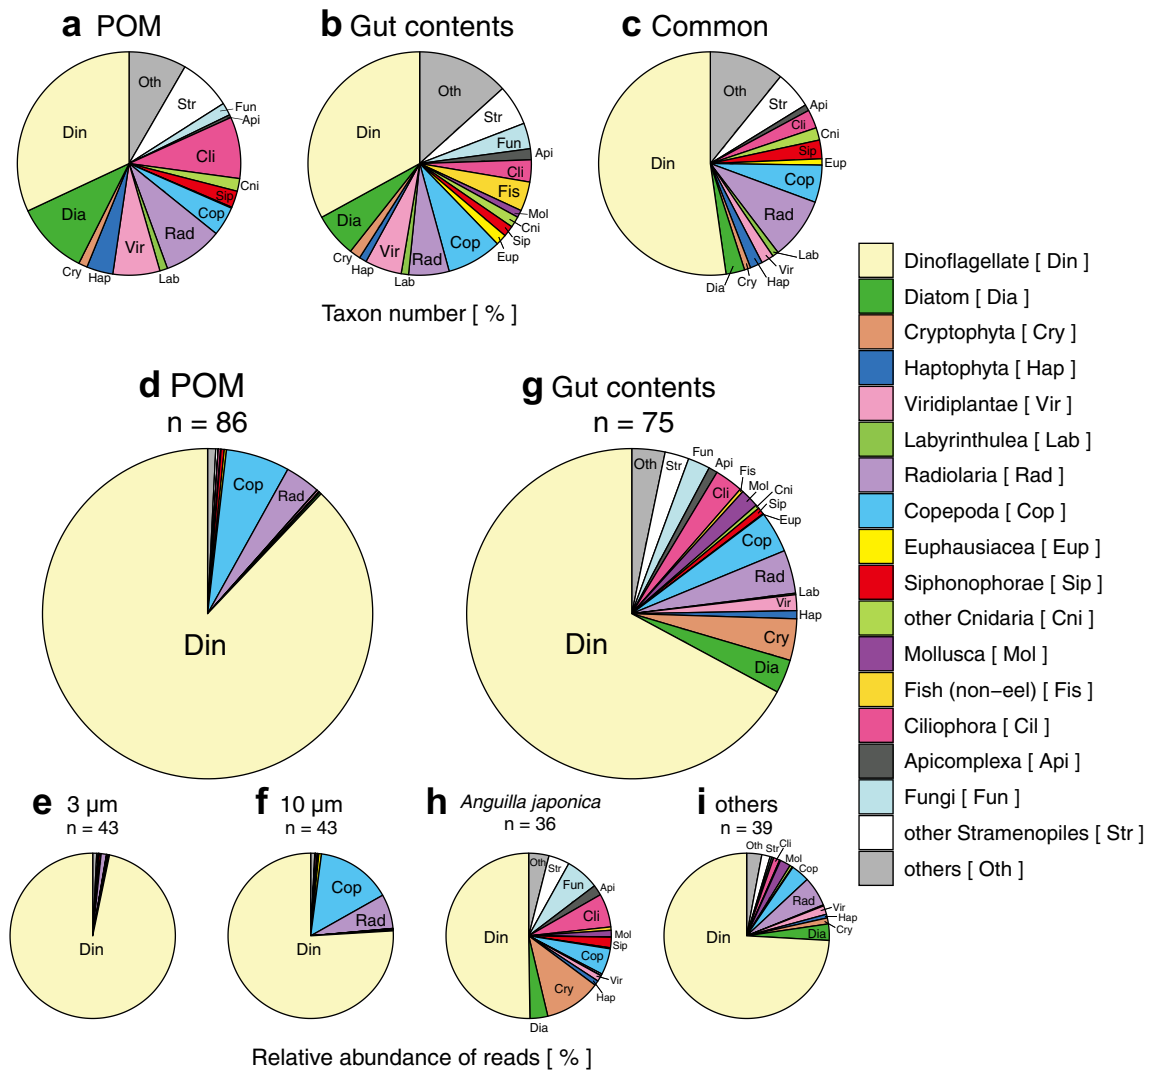 a POM
Oth
Str
Fun
Api
Cli
Cni
Sip
Cop
Rad
Lab
Vir
Hap
Cry
Dia
Din
b Gut contents
Oth
Str
Fun
Api
Cli
Fis
Mol
Cni
Sip
Eup
Cop
Rad
Lab
Vir
Hap
Cry
Dia
Din
c Common
Oth
Str
Api
Cli
Cni
Sip
Eup
Cop
Rad
Lab
Vir
Hap
Cry
Dia
Din
Taxon number [ % ]
d POM
n = 86
Cop
Rad
Din
g Gut contents
n = 75
Oth
Str
Fun
Api
Cli
Fis
Mol
Cni
Sip
Eup
Cop
Rad
Lab
Vir
Hap
Cry
Dia
Din
e 3 µm
n = 43
Din
f 10 µm
n = 43
Cop
Rad
Din
h Anguilla japonica
n = 36
Oth
Str
Fun
Api
Cli
Mol
Sip
Cop
Vir
Hap
Cry
Dia
Din
i others
n = 39
Oth
Str
Cli
Mol
Cop
Rad
Vir
Hap
Cry
Dia
Din
Relative abundance of reads [ % ]
Dinoflagellate [ Din ]
Diatom [ Dia ]
Cryptophyta [ Cry ]
Haptophyta [ Hap ]
Viridiplantae [ Vir ]
Labyrinthulea [ Lab ]
Radiolaria [ Rad ]
Copepoda [ Cop ]
Euphausiacea [ Eup ]
Siphonophorae [ Sip ]
other Cnidaria [ Cni ]
Mollusca [ Mol ]
Fish (non−eel) [ Fis ]
Ciliophora [ Cil ]
Apicomplexa [ Api ]
Fungi [ Fun ]
other Stramenopiles [ Str ]
others [ Oth ]